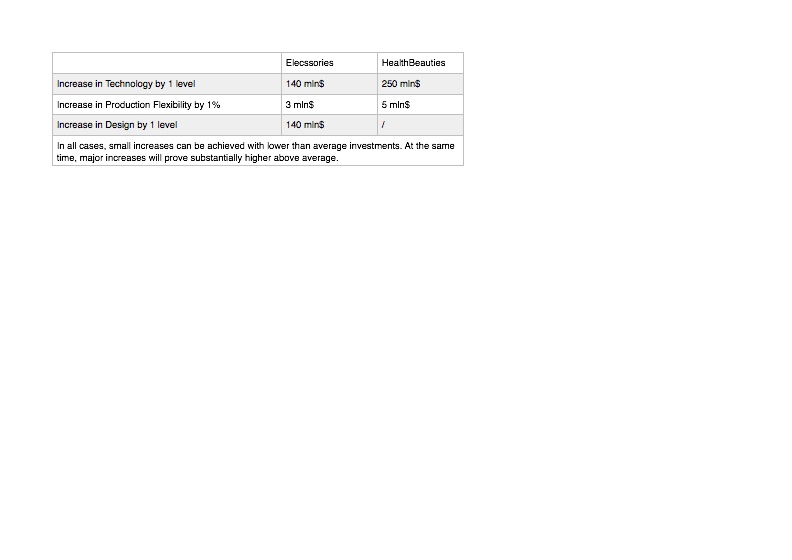 Elecssories HealthBeauties
Increase in Technology by 1 level 140 mln$ 250 mln$
Increase in Production Flexibility by 1% 3 mln$ 5 mln$
Increase in Design by 1 level 140 mln$ /
In all cases, small increases can be achieved with lower than average investments. At the same
time, major increases will prove substantially higher above average.